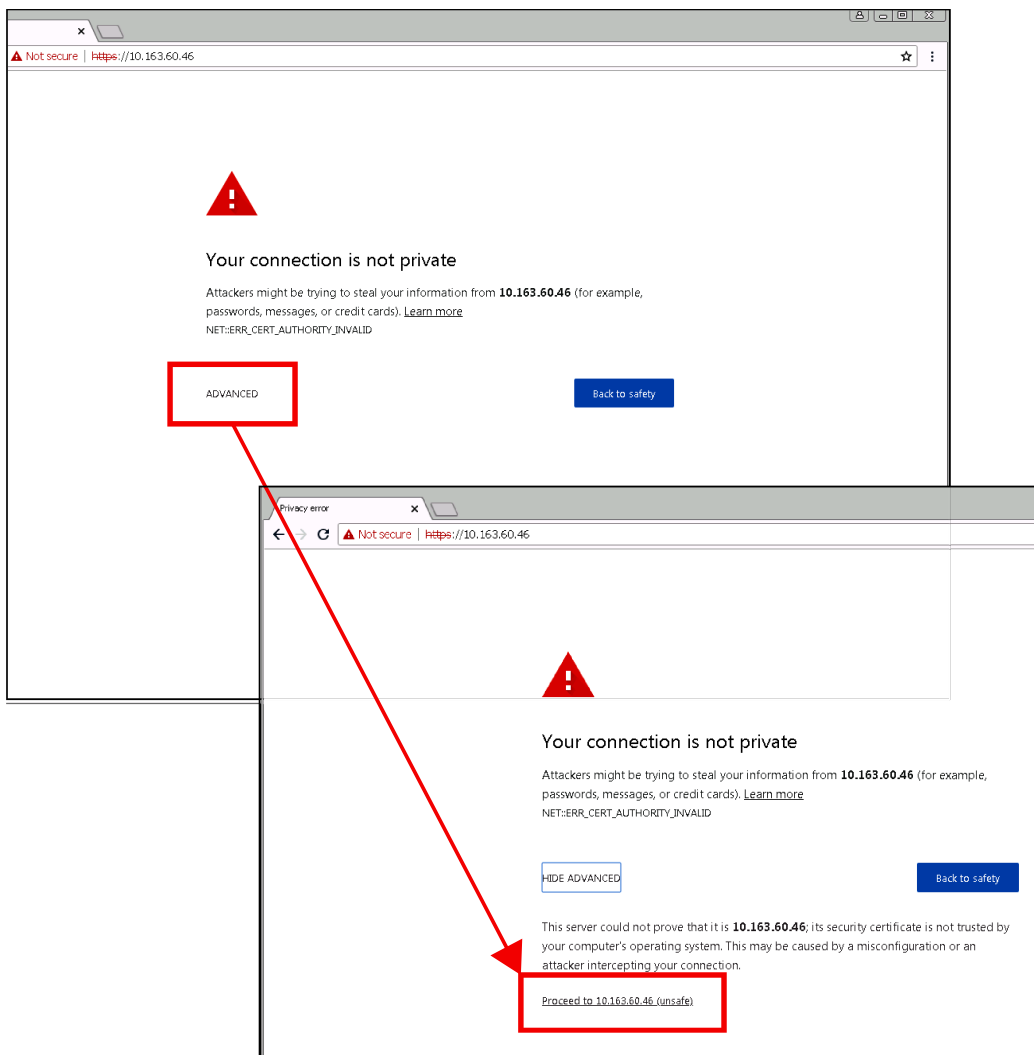 Not secure | https://10.163.60.46
Your connection is not private
Attackers might be trying to steal your information from 10.163.60.46 (for example,
passwords, messages, or credit cards). Learn more
NET::ERR_CERT_AUTHORITY_INVALID
ADVANCED
Back to safety
Privacy error
Not secure | https://10.163.60.46
Your connection is not private
Attackers might be trying to steal your information from 10.163.60.46 (for example,
passwords, messages, or credit cards). Learn more
NET::ERR_CERT_AUTHORITY_INVALID
HIDE ADVANCED
Back to safety
This server could not prove that it is 10.163.60.46; its security certificate is not trusted by
your computer's operating system. This may be caused by a misconfiguration or an
attacker intercepting your connection.
Proceed to 10.163.60.46 (unsafe)